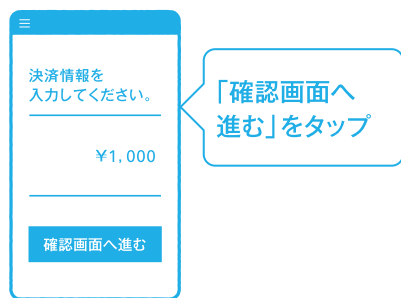 決済情報を
入力してください。
¥1,000
確認画面へ進む
「確認画面へ
進む」をタップ